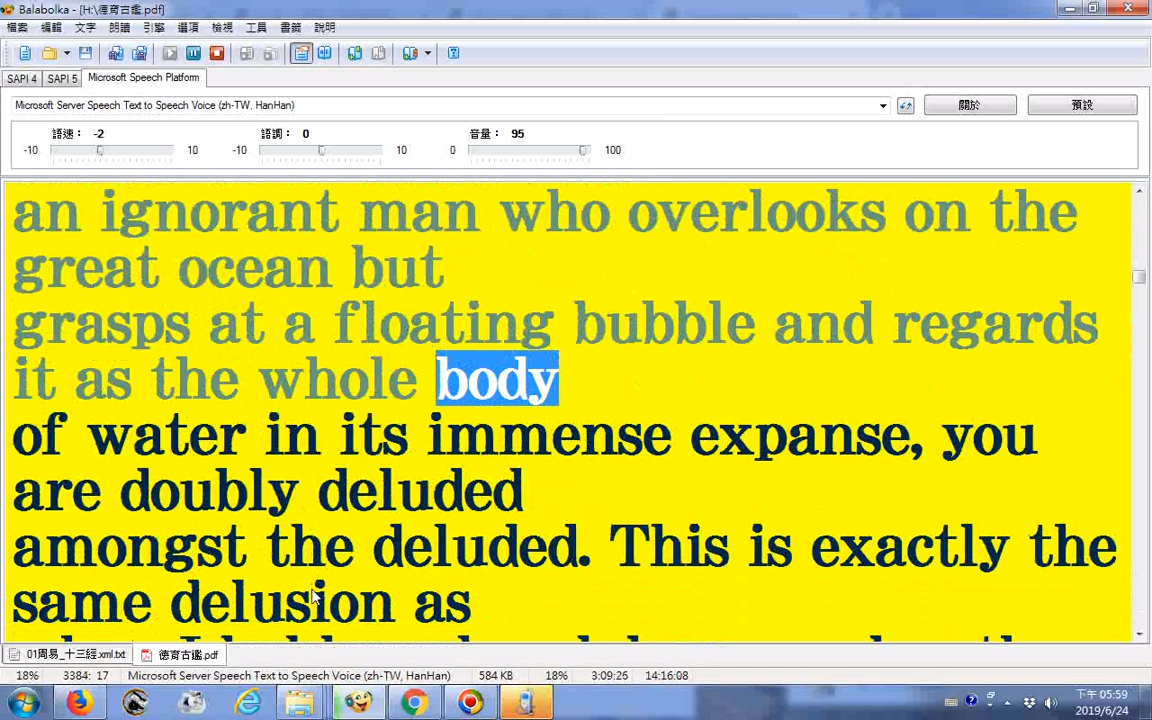 Balabolka - [H:\德育古鑑.pdf]
檔案 編輯 文字 朗讀 引擎 選項 檢視 工具 書籤 說明
SAPI 4 SAPI 5 Microsoft Speech Platform
Microsoft Server Speech Text to Speech Voice (zh-TW, HanHan) 關於 預設
語速： -2 語調： 0 音量： 95
-10 10 -10 10 0 100
an ignorant man who overlooks on the
great ocean but
grasps at a floating bubble and regards
it as the whole body
of water in its immense expanse, you
are doubly deluded
amongst the deluded. This is exactly the
same delusion as
01周易_十三經.xml.txt 德育古鑑.pdf
18% 3384: 17 Microsoft Server Speech Text to Speech Voice (zh-TW, HanHan) 584 KB 18% 3:09:25 14:16:08
下午 05:59
2019/6/24